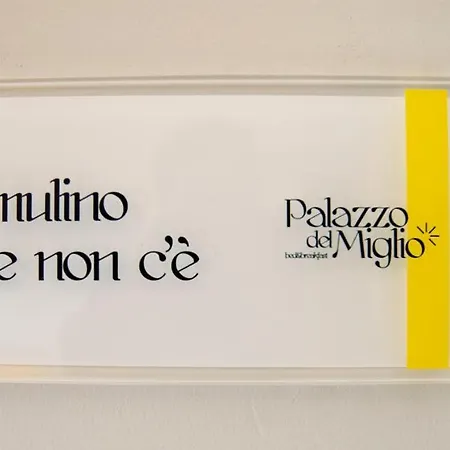 mulino
e non c'è
Palazzo
del Miglio
bed&breakfast